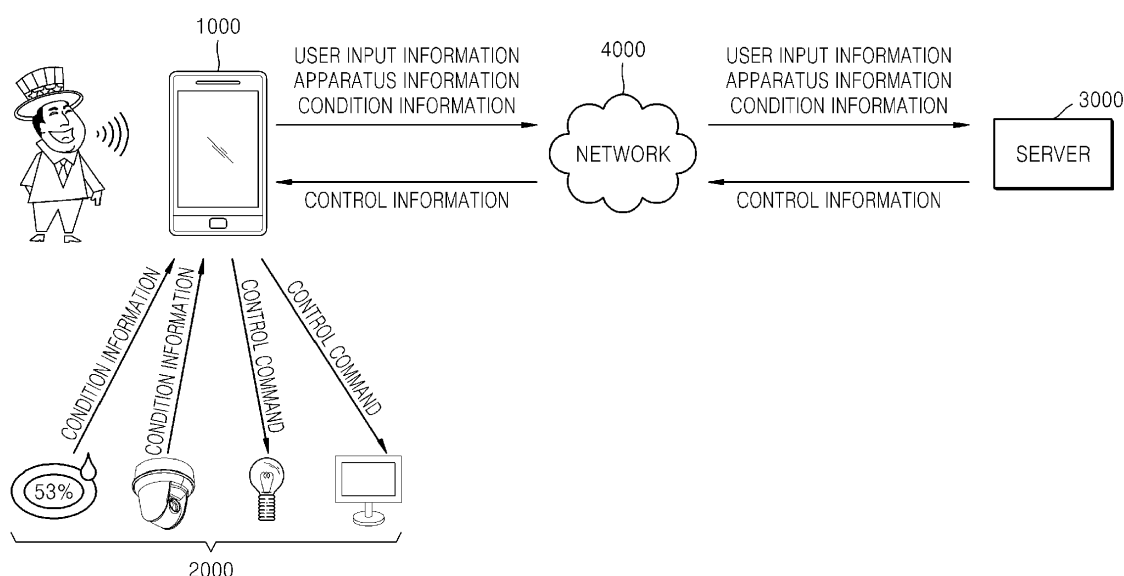 1000
USER INPUT INFORMATION
APPARATUS INFORMATION
CONDITION INFORMATION
4000
USER INPUT INFORMATION
APPARATUS INFORMATION
CONDITION INFORMATION
3000
NETWORK
SERVER
CONTROL INFORMATION
CONTROL INFORMATION
CONDITION INFORMATION
CONDITION INFORMATION
CONTROL COMMAND
CONTROL COMMAND
53%
2000